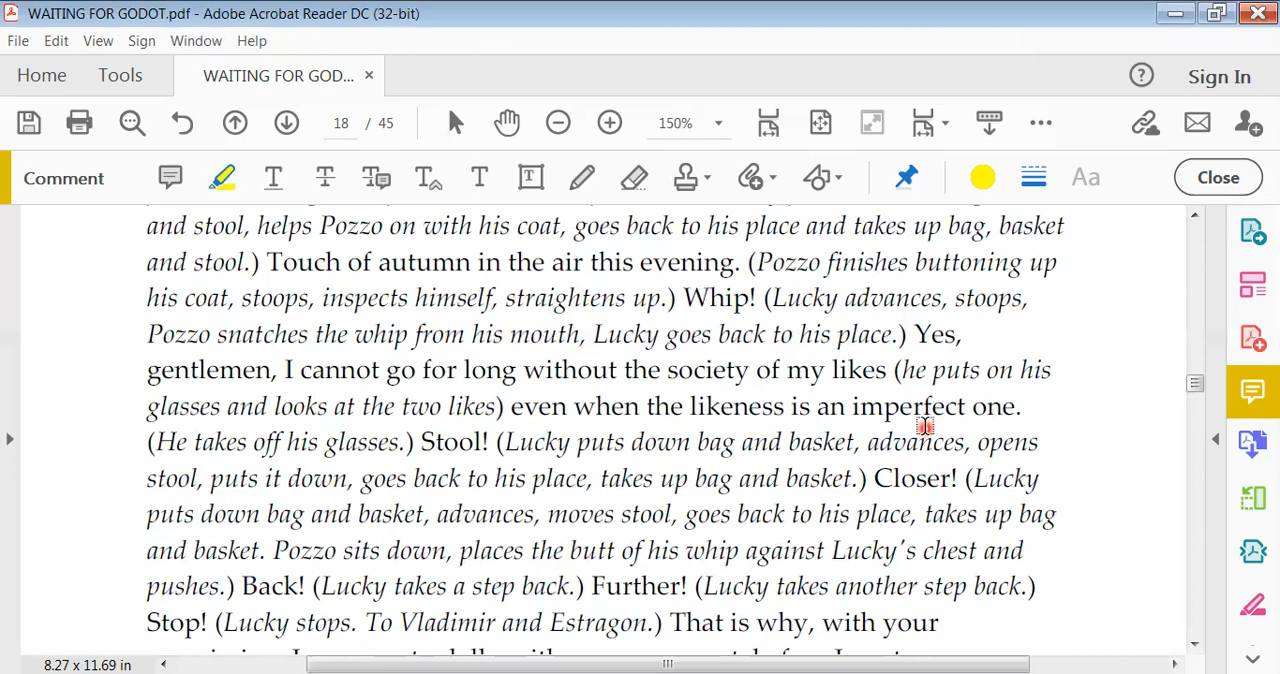 WAITING FOR GODOT.pdf - Adobe Acrobat Reader DC (32-bit)
File Edit View Sign Window Help
Home Tools WAITING FOR GOD... × Sign In
18 / 45 150%
Comment Close
and stool, helps Pozzo on with his coat, goes back to his place and takes up bag, basket
and stool.) Touch of autumn in the air this evening. (Pozzo finishes buttoning up
his coat, stoops, inspects himself, straightens up.) Whip! (Lucky advances, stoops,
Pozzo snatches the whip from his mouth, Lucky goes back to his place.) Yes,
gentlemen, I cannot go for long without the society of my likes (he puts on his
glasses and looks at the two likes) even when the likeness is an imperfect one.
(He takes off his glasses.) Stool! (Lucky puts down bag and basket, advances, opens
stool, puts it down, goes back to his place, takes up bag and basket.) Closer! (Lucky
puts down bag and basket, advances, moves stool, goes back to his place, takes up bag
and basket. Pozzo sits down, places the butt of his whip against Lucky's chest and
pushes.) Back! (Lucky takes a step back.) Further! (Lucky takes another step back.)
Stop! (Lucky stops. To Vladimir and Estragon.) That is why, with your
8.27 x 11.69 in